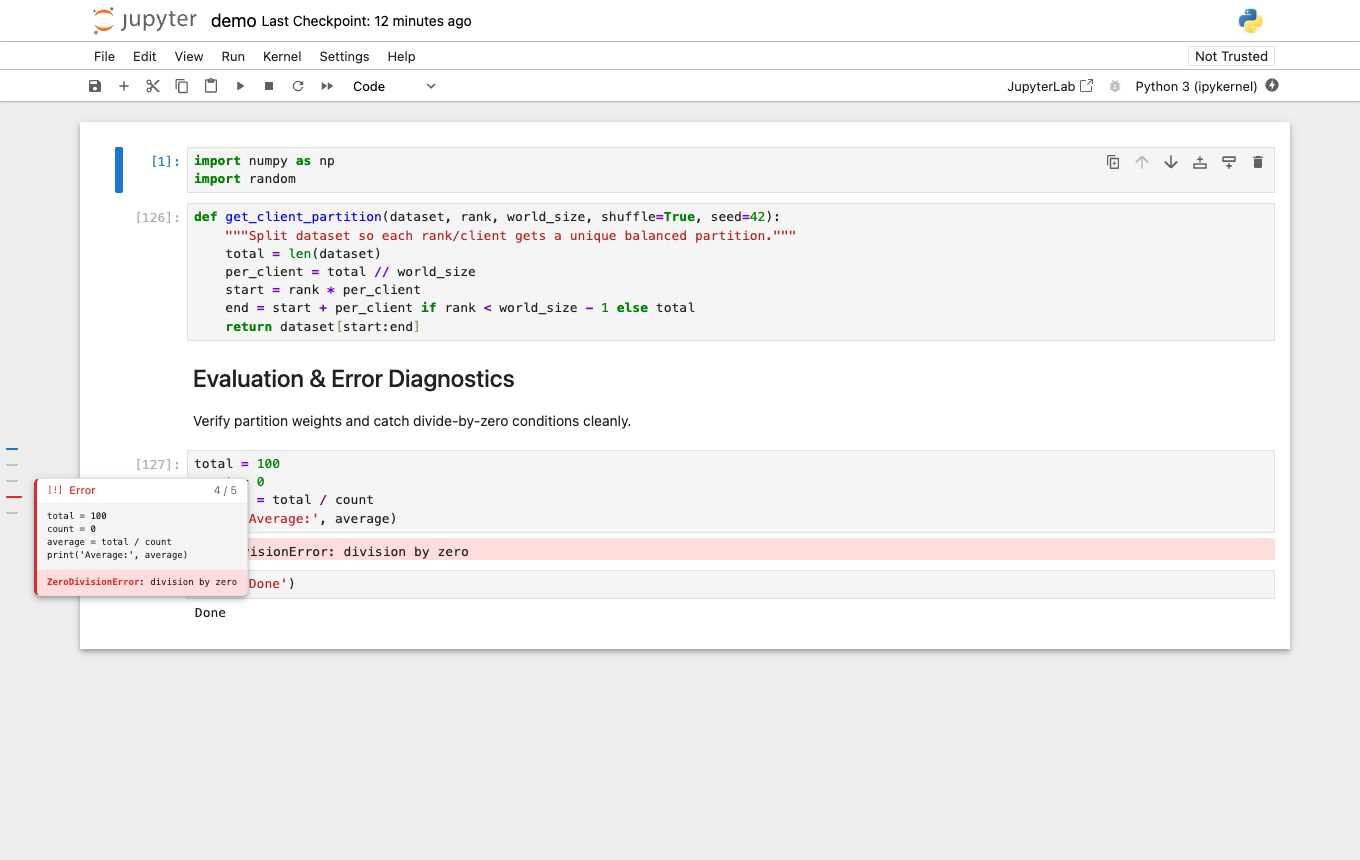 jupyter demo Last Checkpoint: 12 minutes ago
File Edit View Run Kernel Settings Help Not Trusted
Code JupyterLab Python 3 (ipykernel)
[1]: import numpy as np
import random
[126]: def get_client_partition(dataset, rank, world_size, shuffle=True, seed=42):
"""Split dataset so each rank/client gets a unique balanced partition."""
total = len(dataset)
per_client = total // world_size
start = rank * per_client
end = start + per_client if rank < world_size - 1 else total
return dataset[start:end]
Evaluation & Error Diagnostics
Verify partition weights and catch divide-by-zero conditions cleanly.
[127]: total = 100
0
= total / count
Average:', average)
isionError: division by zero
Done')
Done
[!] Error 4 / 5
total = 100
count = 0
average = total / count
print('Average:', average)
ZeroDivisionError: division by zero